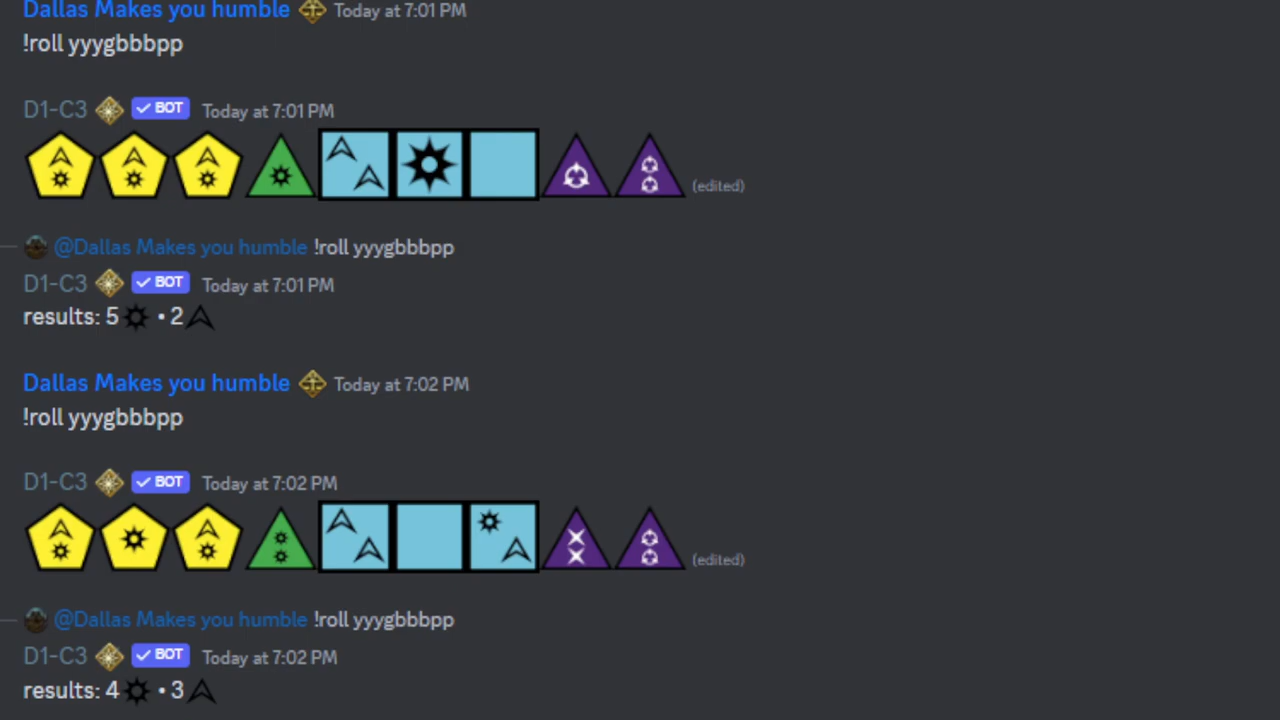 Dallas Makes you humble Today at 7:01 PM
!roll yyygbbbpp
D1-C3 BOT Today at 7:01 PM
(edited)
@Dallas Makes you humble !roll yyygbbbpp
D1-C3 BOT Today at 7:01 PM
results: 5 • 2
Dallas Makes you humble Today at 7:02 PM
!roll yyygbbbpp
D1-C3 BOT Today at 7:02 PM
(edited)
@Dallas Makes you humble !roll yyygbbbpp
D1-C3 BOT Today at 7:02 PM
results: 4 • 3